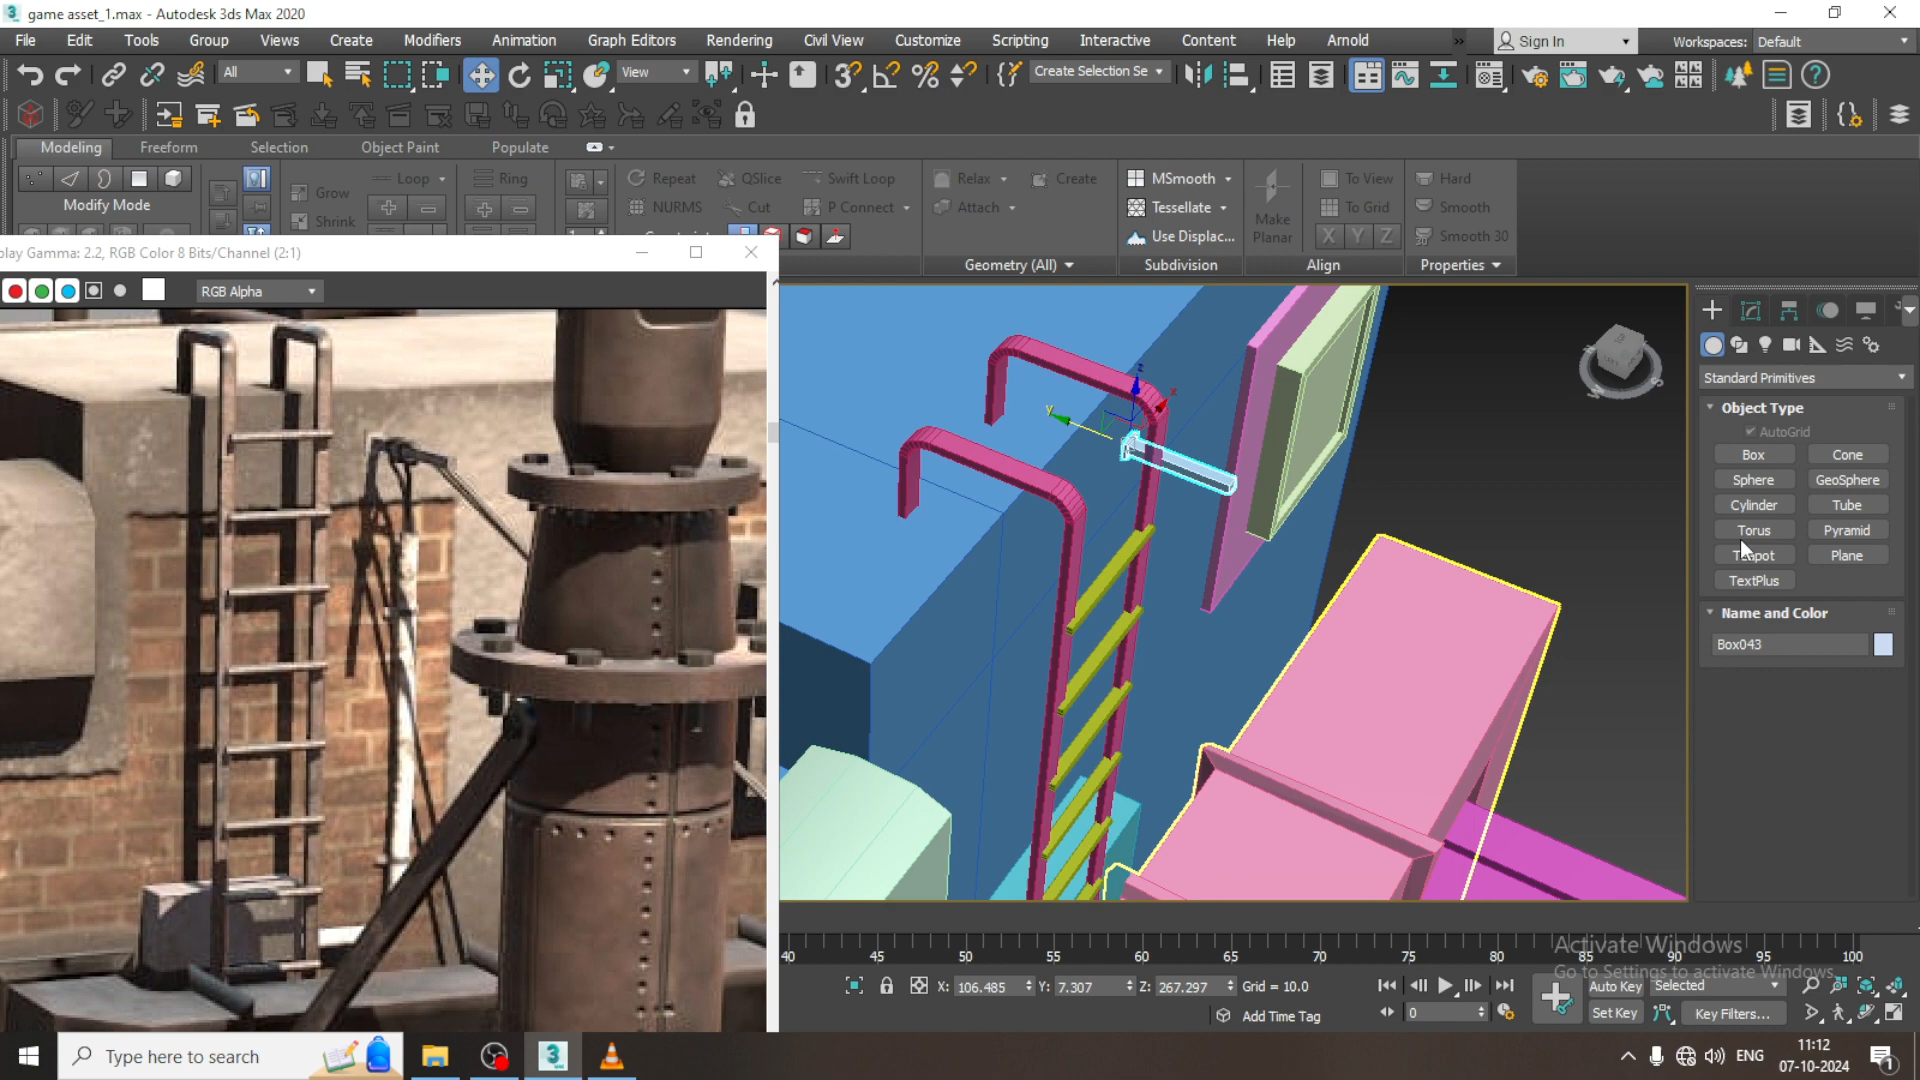 game asset_1.max - Autodesk 3ds Max 2020
File Edit Tools Group Views Create Modifiers Animation Graph Editors Rendering Civil View Customize Scripting Interactive Content Help Arnold Sign In Workspaces: Default
All View Create Selection Se
Modeling Freeform Selection Object Paint Populate
Loop Ring Repeat QSlice Swift Loop Relax Create MSmooth To View Hard
Grow NURMS Cut P Connect Attach Tessellate To Grid Smooth
Modify Mode Shrink Make Planar Use Displac... X Y Z Smooth 30
Geometry (All) Subdivision Align Properties
play Gamma: 2.2, RGB Color 8 Bits/Channel (2:1)
RGB Alpha
Standard Primitives
Object Type
AutoGrid
Box Cone
Sphere GeoSphere
Cylinder Tube
Torus Pyramid
Teapot Plane
TextPlus
Name and Color
Box043
z x y
40 45 50 55 60 65 70 75 80 85 90 95 100
Activate Windows
Go to Settings to activate Windows.
X: 106.485 Y: 7.307 Z: 267.297 Grid = 10.0 Auto Key Selected
Add Time Tag 0 Set Key Key Filters...
Type here to search
ENG
11:12
07-10-2024
1